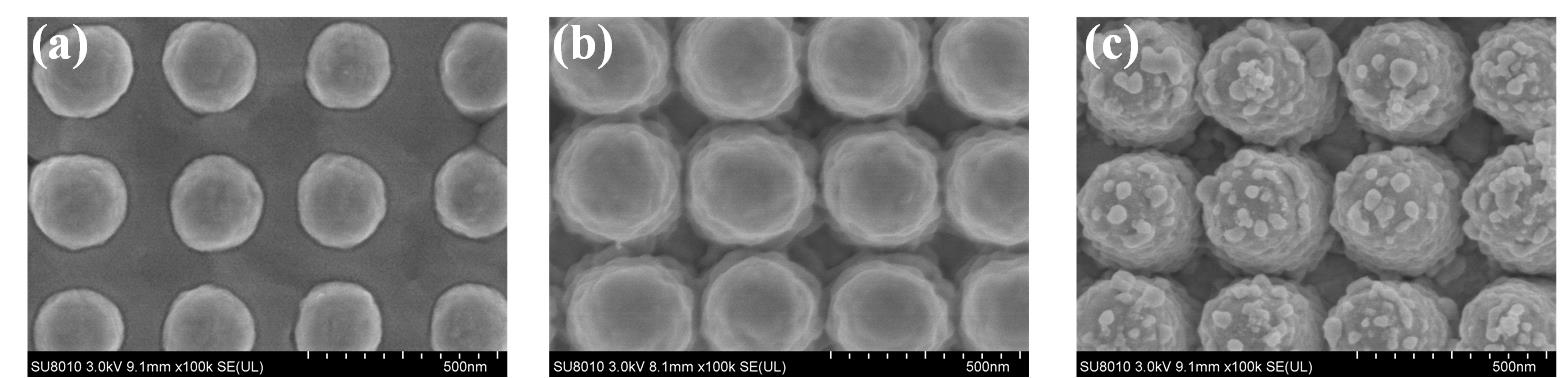 (a)
(b)
(c)
SU8010 3.0kV 9.1mm x100k SE(UL) 500nm
SU8010 3.0kV 8.1mm x100k SE(UL) 500nm
SU8010 3.0kV 9.1mm x100k SE(UL) 500nm